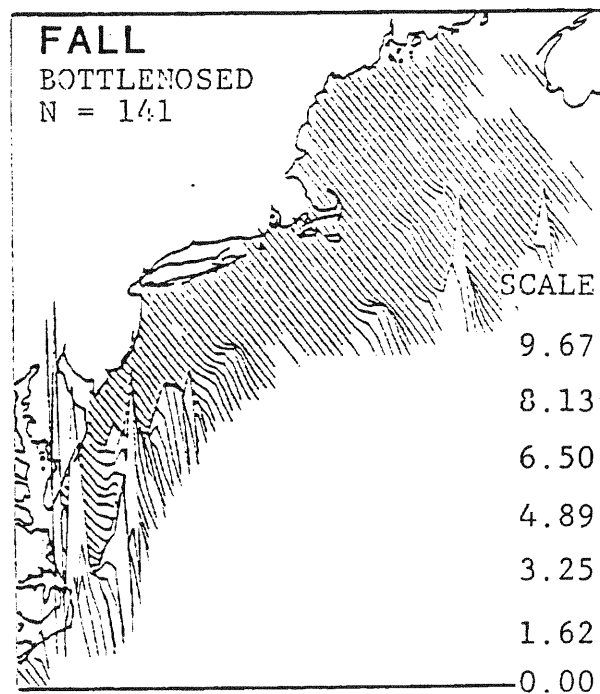 FALL
BOTTLENOSED
N = 141
SCALE
9.67
8.13
6.50
4.89
3.25
1.62
0.00